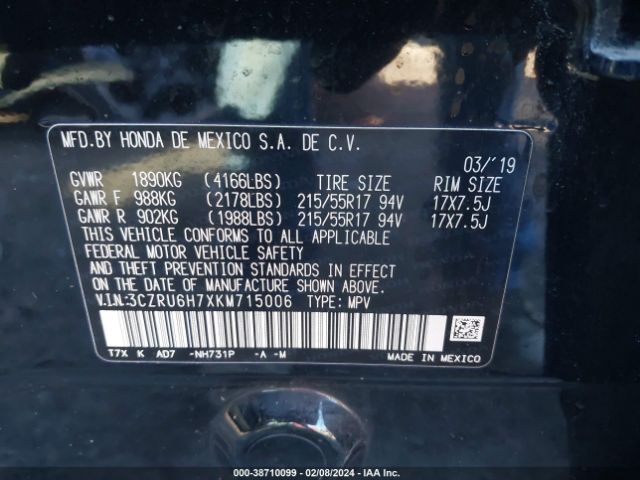 MFD.BY HONDA DE MEXICO S.A. DE C.V.
03/'19
GVWR 1890KG (4166LBS) TIRE SIZE RIM SIZE
GAWR F 988KG (2178LBS) 215/55R17 94V 17X7.5J
GAWR R 902KG (1988LBS) 215/55R17 94V 17X7.5J
THIS VEHICLE CONFORMS TO ALL APPLICABLE
FEDERAL MOTOR VEHICLE SAFETY
AND THEFT PREVENTION STANDARDS IN EFFECT
ON THE DATE OF MANUFACTURE SHOWN ABOVE.
V.I.N:3CZRU6H7XKM715006 TYPE: MPV
T7X K AD7 -NH731P -A -M
MADE IN MEXICO
000-38710099 - 02/08/2024 - IAA Inc.